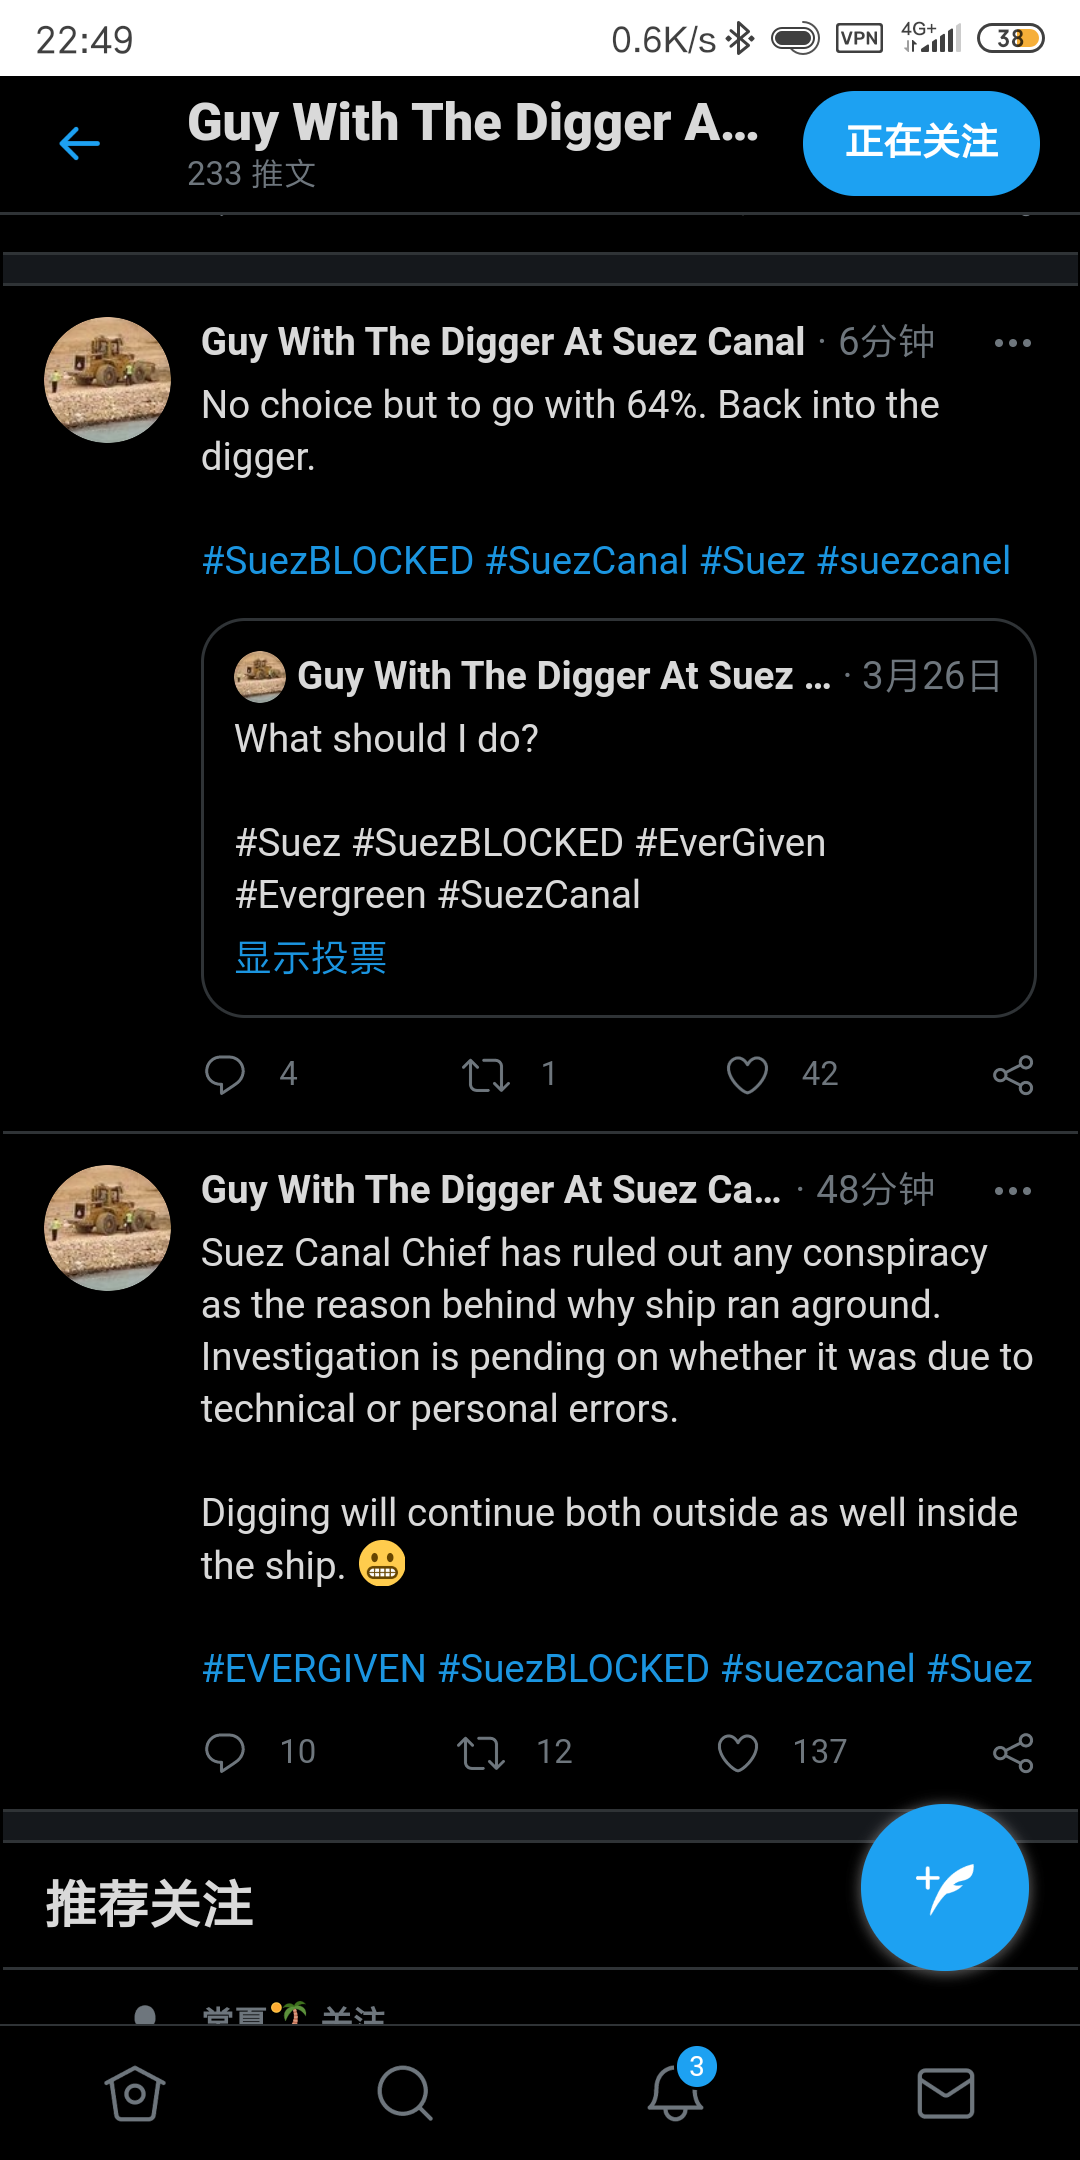 22:49
0.6K/s VPN 4G+ 38
Guy With The Digger A...
正在关注
233 推文
Guy With The Digger At Suez Canal · 6分钟
No choice but to go with 64%. Back into the
digger.
#SuezBLOCKED #SuezCanal #Suez #suezcanel
Guy With The Digger At Suez ... · 3月26日
What should I do?
#Suez #SuezBLOCKED #EverGiven
#Evergreen #SuezCanal
显示投票
4 1 42
Guy With The Digger At Suez Ca... · 48分钟
Suez Canal Chief has ruled out any conspiracy
as the reason behind why ship ran aground.
Investigation is pending on whether it was due to
technical or personal errors.
Digging will continue both outside as well inside
the ship. 😬
#EVERGIVEN #SuezBLOCKED #suezcanel #Suez
10 12 137
推荐关注
关注
3